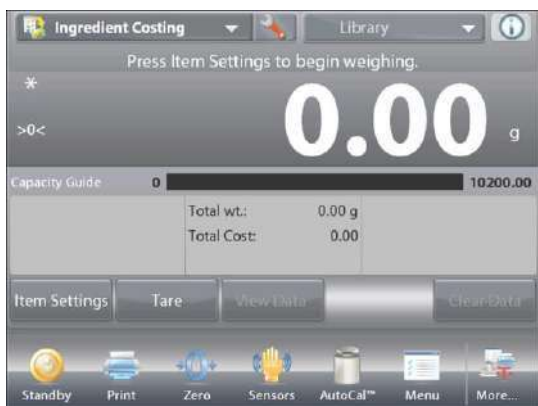 Ingredient Costing
Library
Press Item Settings to begin weighing.
*
>0<
0.00 g
Capacity Guide 0 10200.00
Total wt.: 0.00 g
Total Cost: 0.00
Item Settings Tare View Data Clear Data
Standby Print Zero Sensors AutoCal™ Menu More...